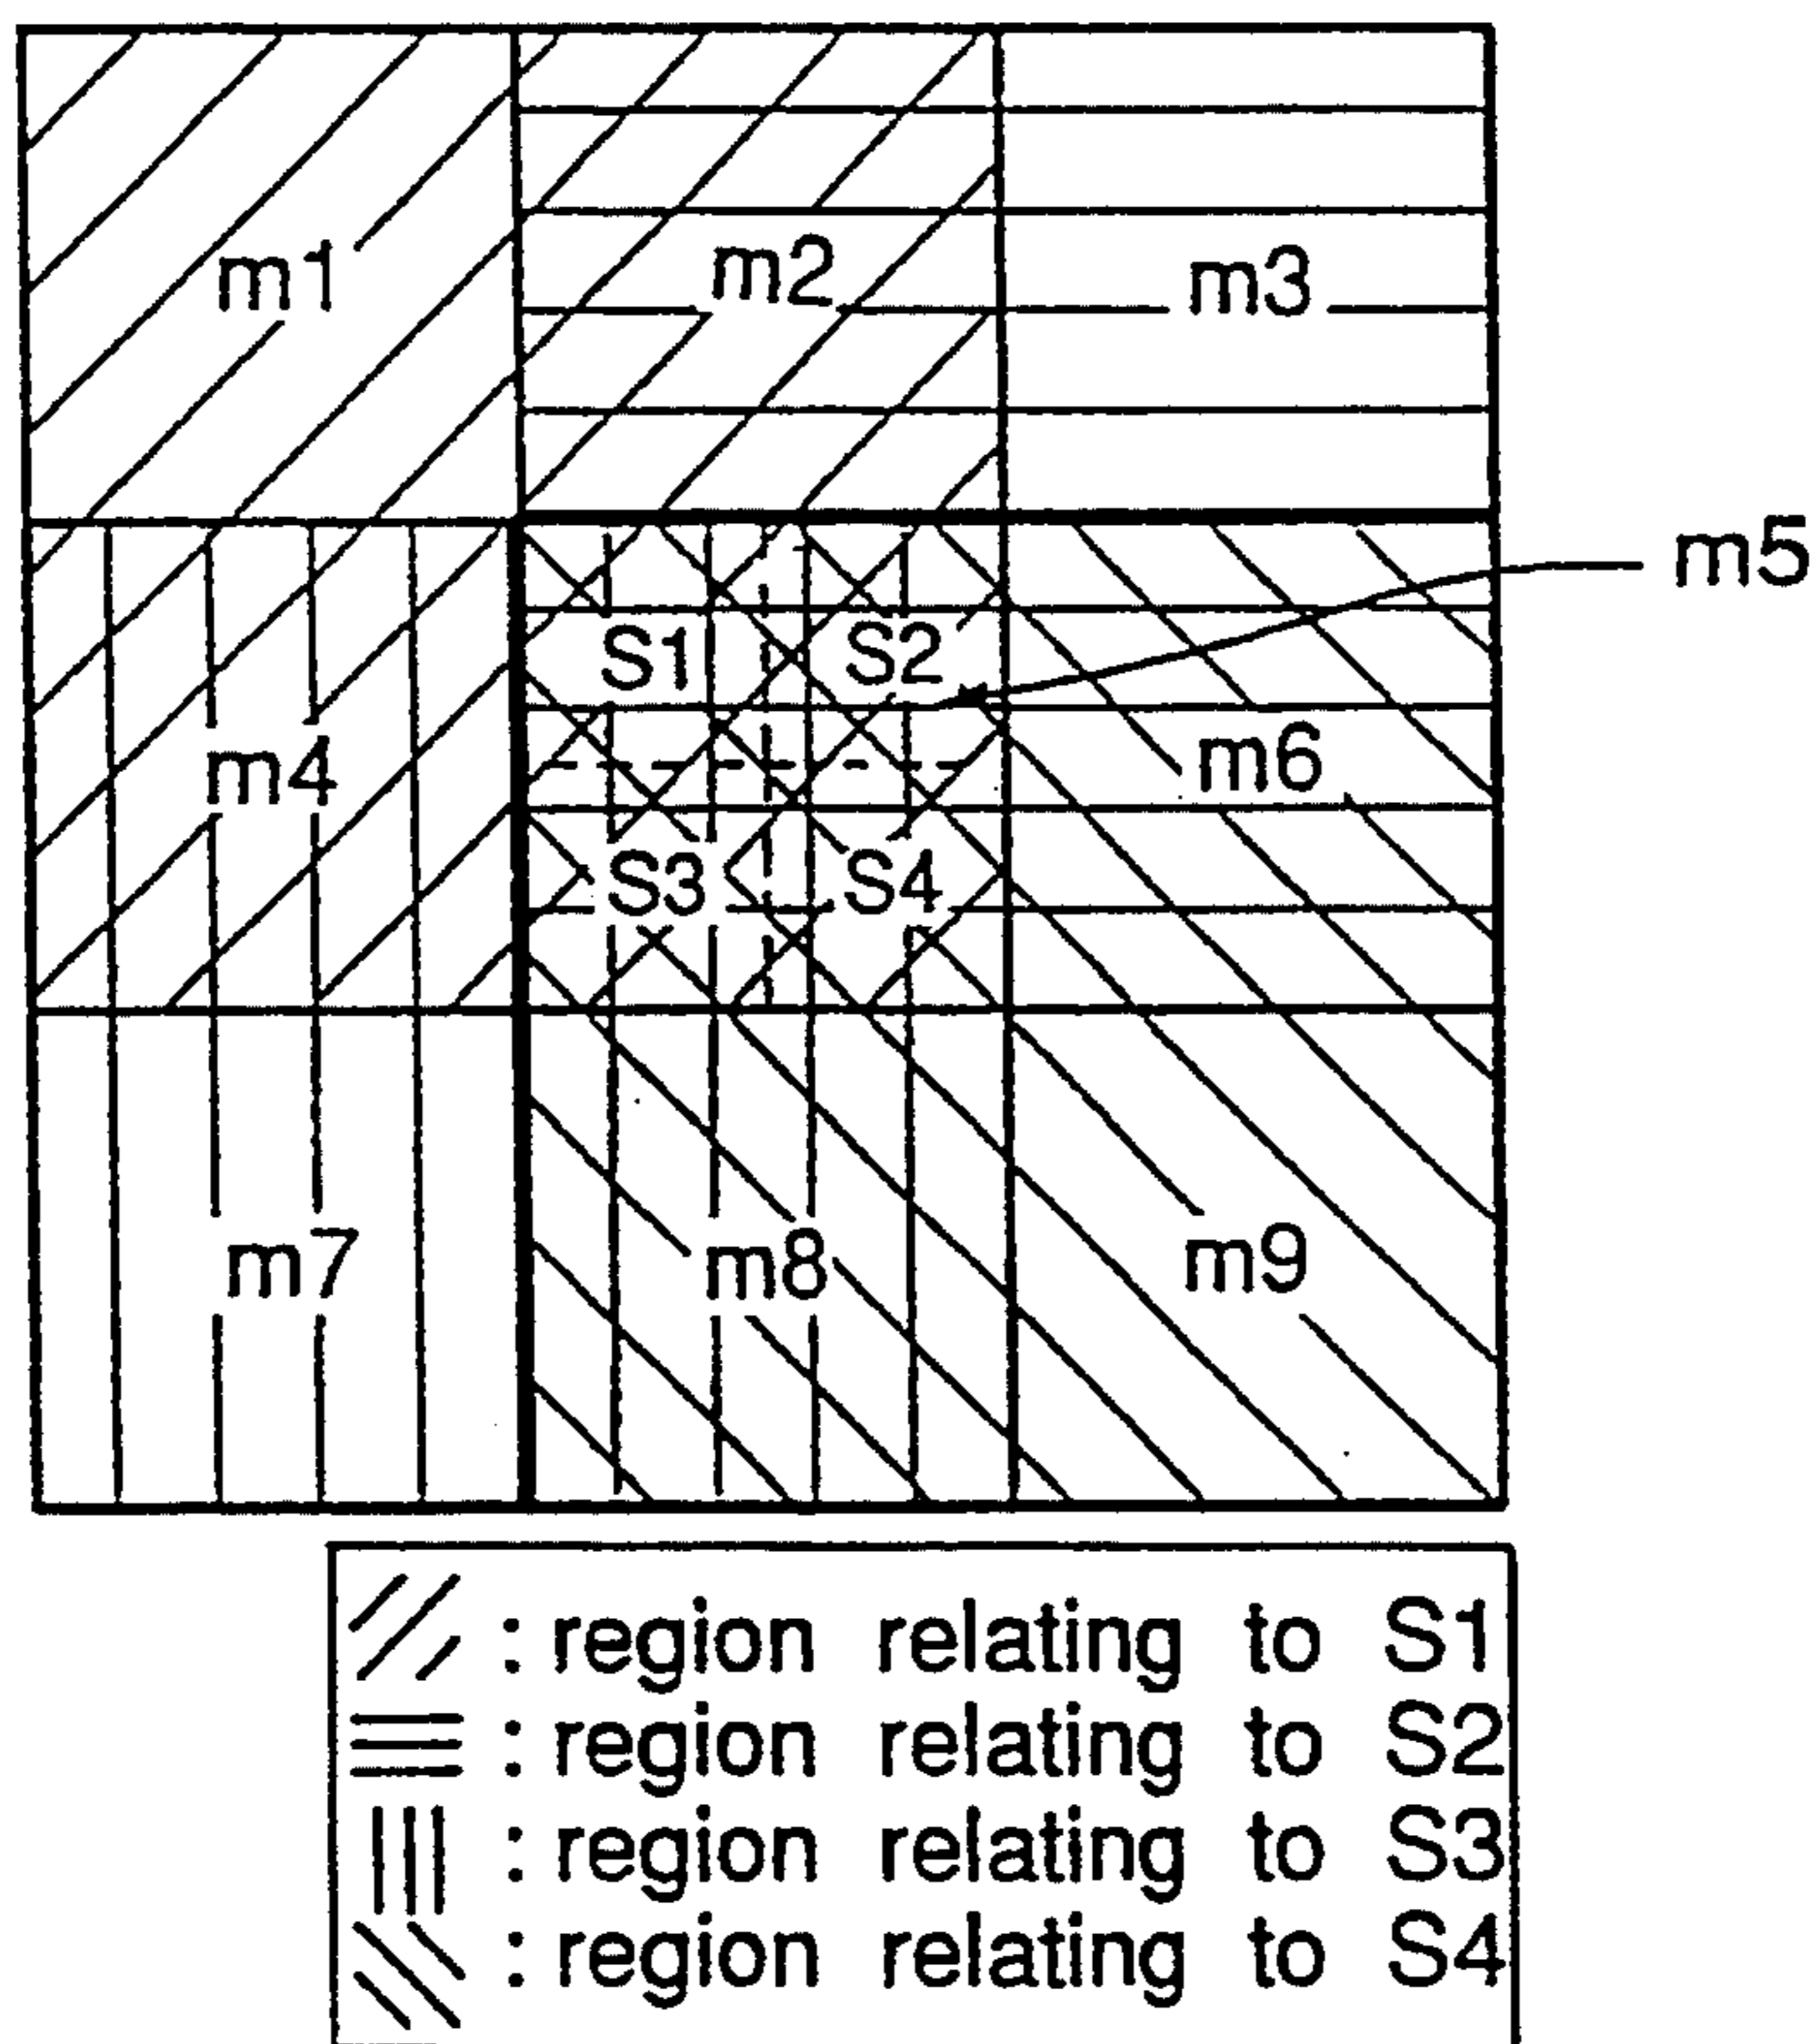 m1 m2 m3
m5
S1 S2
m4 m6
S3 S4
m7 m8 m9
: region relating to S1
: region relating to S2
: region relating to S3
: region relating to S4